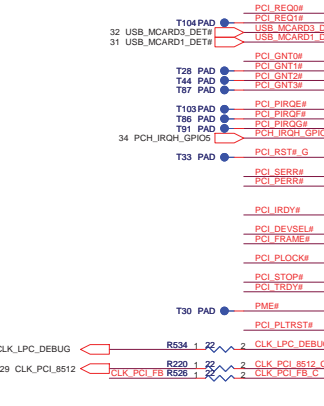 PCI_REQ0#
T104 PAD PCI_REQ1#
32 USB_MCARD3_DET# USB_MCARD3_D
31 USB_MCARD1_DET# USB_MCARD1_D
PCI_GNT0#
T28 PAD PCI_GNT1#
T44 PAD PCI_GNT2#
T87 PAD PCI_GNT3#
T103 PAD PCI_PIRQE#
T86 PAD PCI_PIRQF#
T91 PAD PCI_PIRQG#
34 PCH_IRQH_GPIO5 PCH_IRQH_GPIO
T33 PAD PCI_RST#_G
PCI_SERR#
PCI_PERR#
PCI_IRDY#
PCI_DEVSEL#
PCI_FRAME#
PCI_PLOCK#
PCI_STOP#
PCI_TRDY#
T30 PAD PME#
PCI_PLTRST#
CLK_LPC_DEBUG R534 1 22 2 CLK_LPC_DEBU
29 CLK_PCI_8512 R220 1 22 2 CLK_PCI_8512_C
CLK_PCI_FB R526 1 22 2 CLK_PCI_FB_C